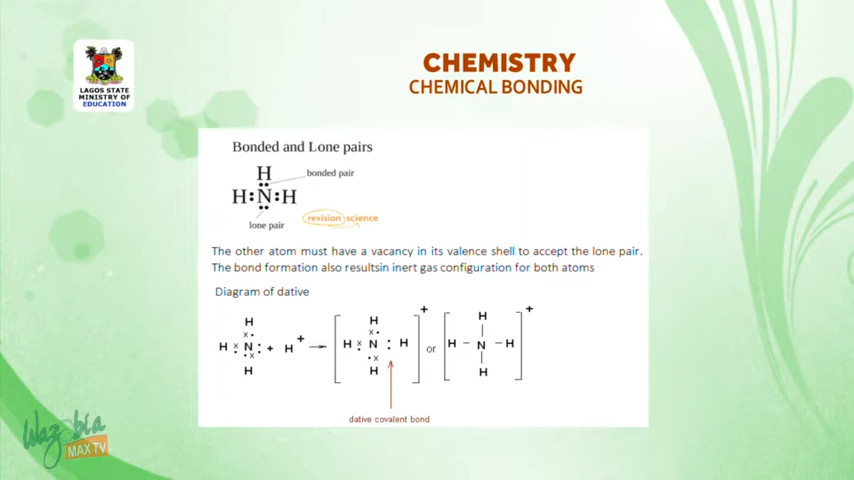 LAGOS STATE
MINISTRY OF
EDUCATION
CHEMISTRY
CHEMICAL BONDING
Bonded and Lone pairs
H
bonded pair
H:N:H
lone pair
revision science
The other atom must have a vacancy in its valence shell to accept the lone pair.
The bond formation also resultsin inert gas configuration for both atoms
Diagram of dative
H H H
H N : + H + → [ H N : H ] + or [ H – N – H ] +
H H H
dative covalent bond
Wazobia
MAX TV